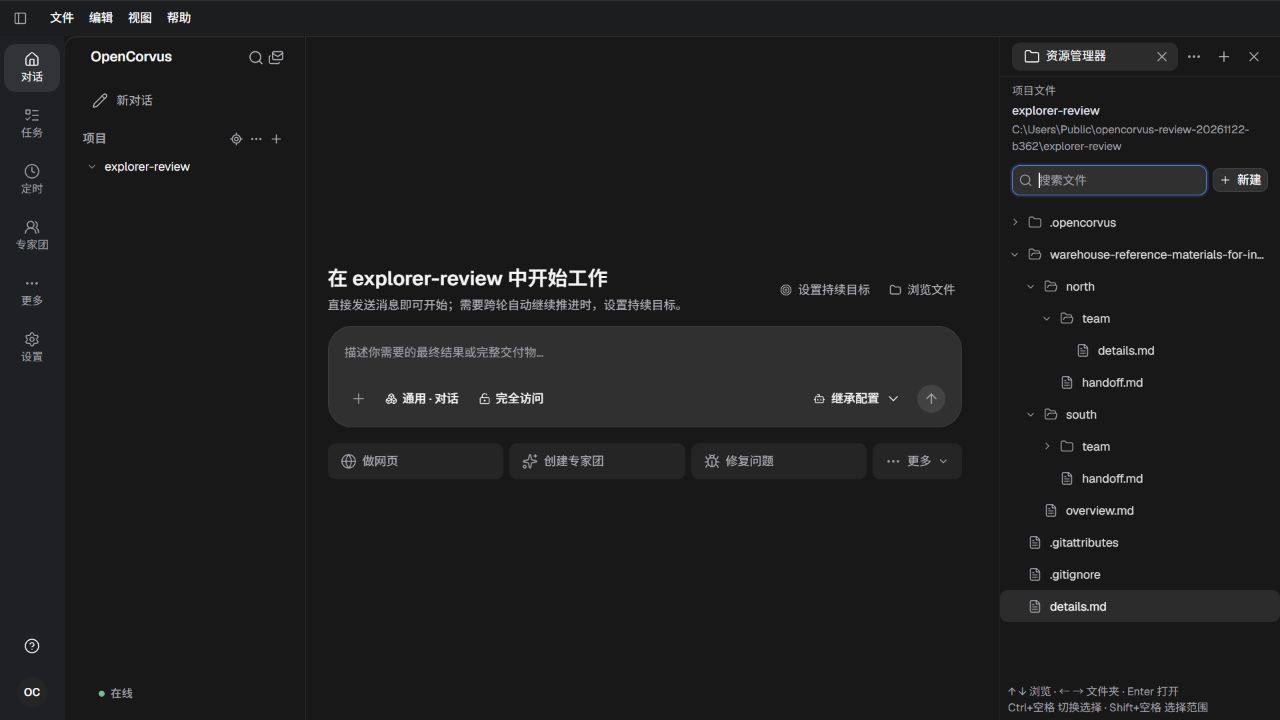 文件 编辑 视图 帮助
对话
任务
定时
专家团
更多
设置
OC
OpenCorvus
新对话
项目
explorer-review
在线
在 explorer-review 中开始工作
直接发送消息即可开始；需要跨轮自动继续推进时，设置持续目标。
设置持续目标 浏览文件
描述你需要的最终结果或完整交付物...
通用 · 对话 完全访问 继承配置
做网页 创建专家团 修复问题 更多
资源管理器
项目文件
explorer-review
C:\Users\Public\opencorvus-review-20261122-
b362\explorer-review
搜索文件 新建
.opencorvus
warehouse-reference-materials-for-in...
north
team
details.md
handoff.md
south
team
handoff.md
overview.md
.gitattributes
.gitignore
details.md
↑↓ 浏览 · ← → 文件夹 · Enter 打开
Ctrl+空格 切换选择 · Shift+空格 选择范围